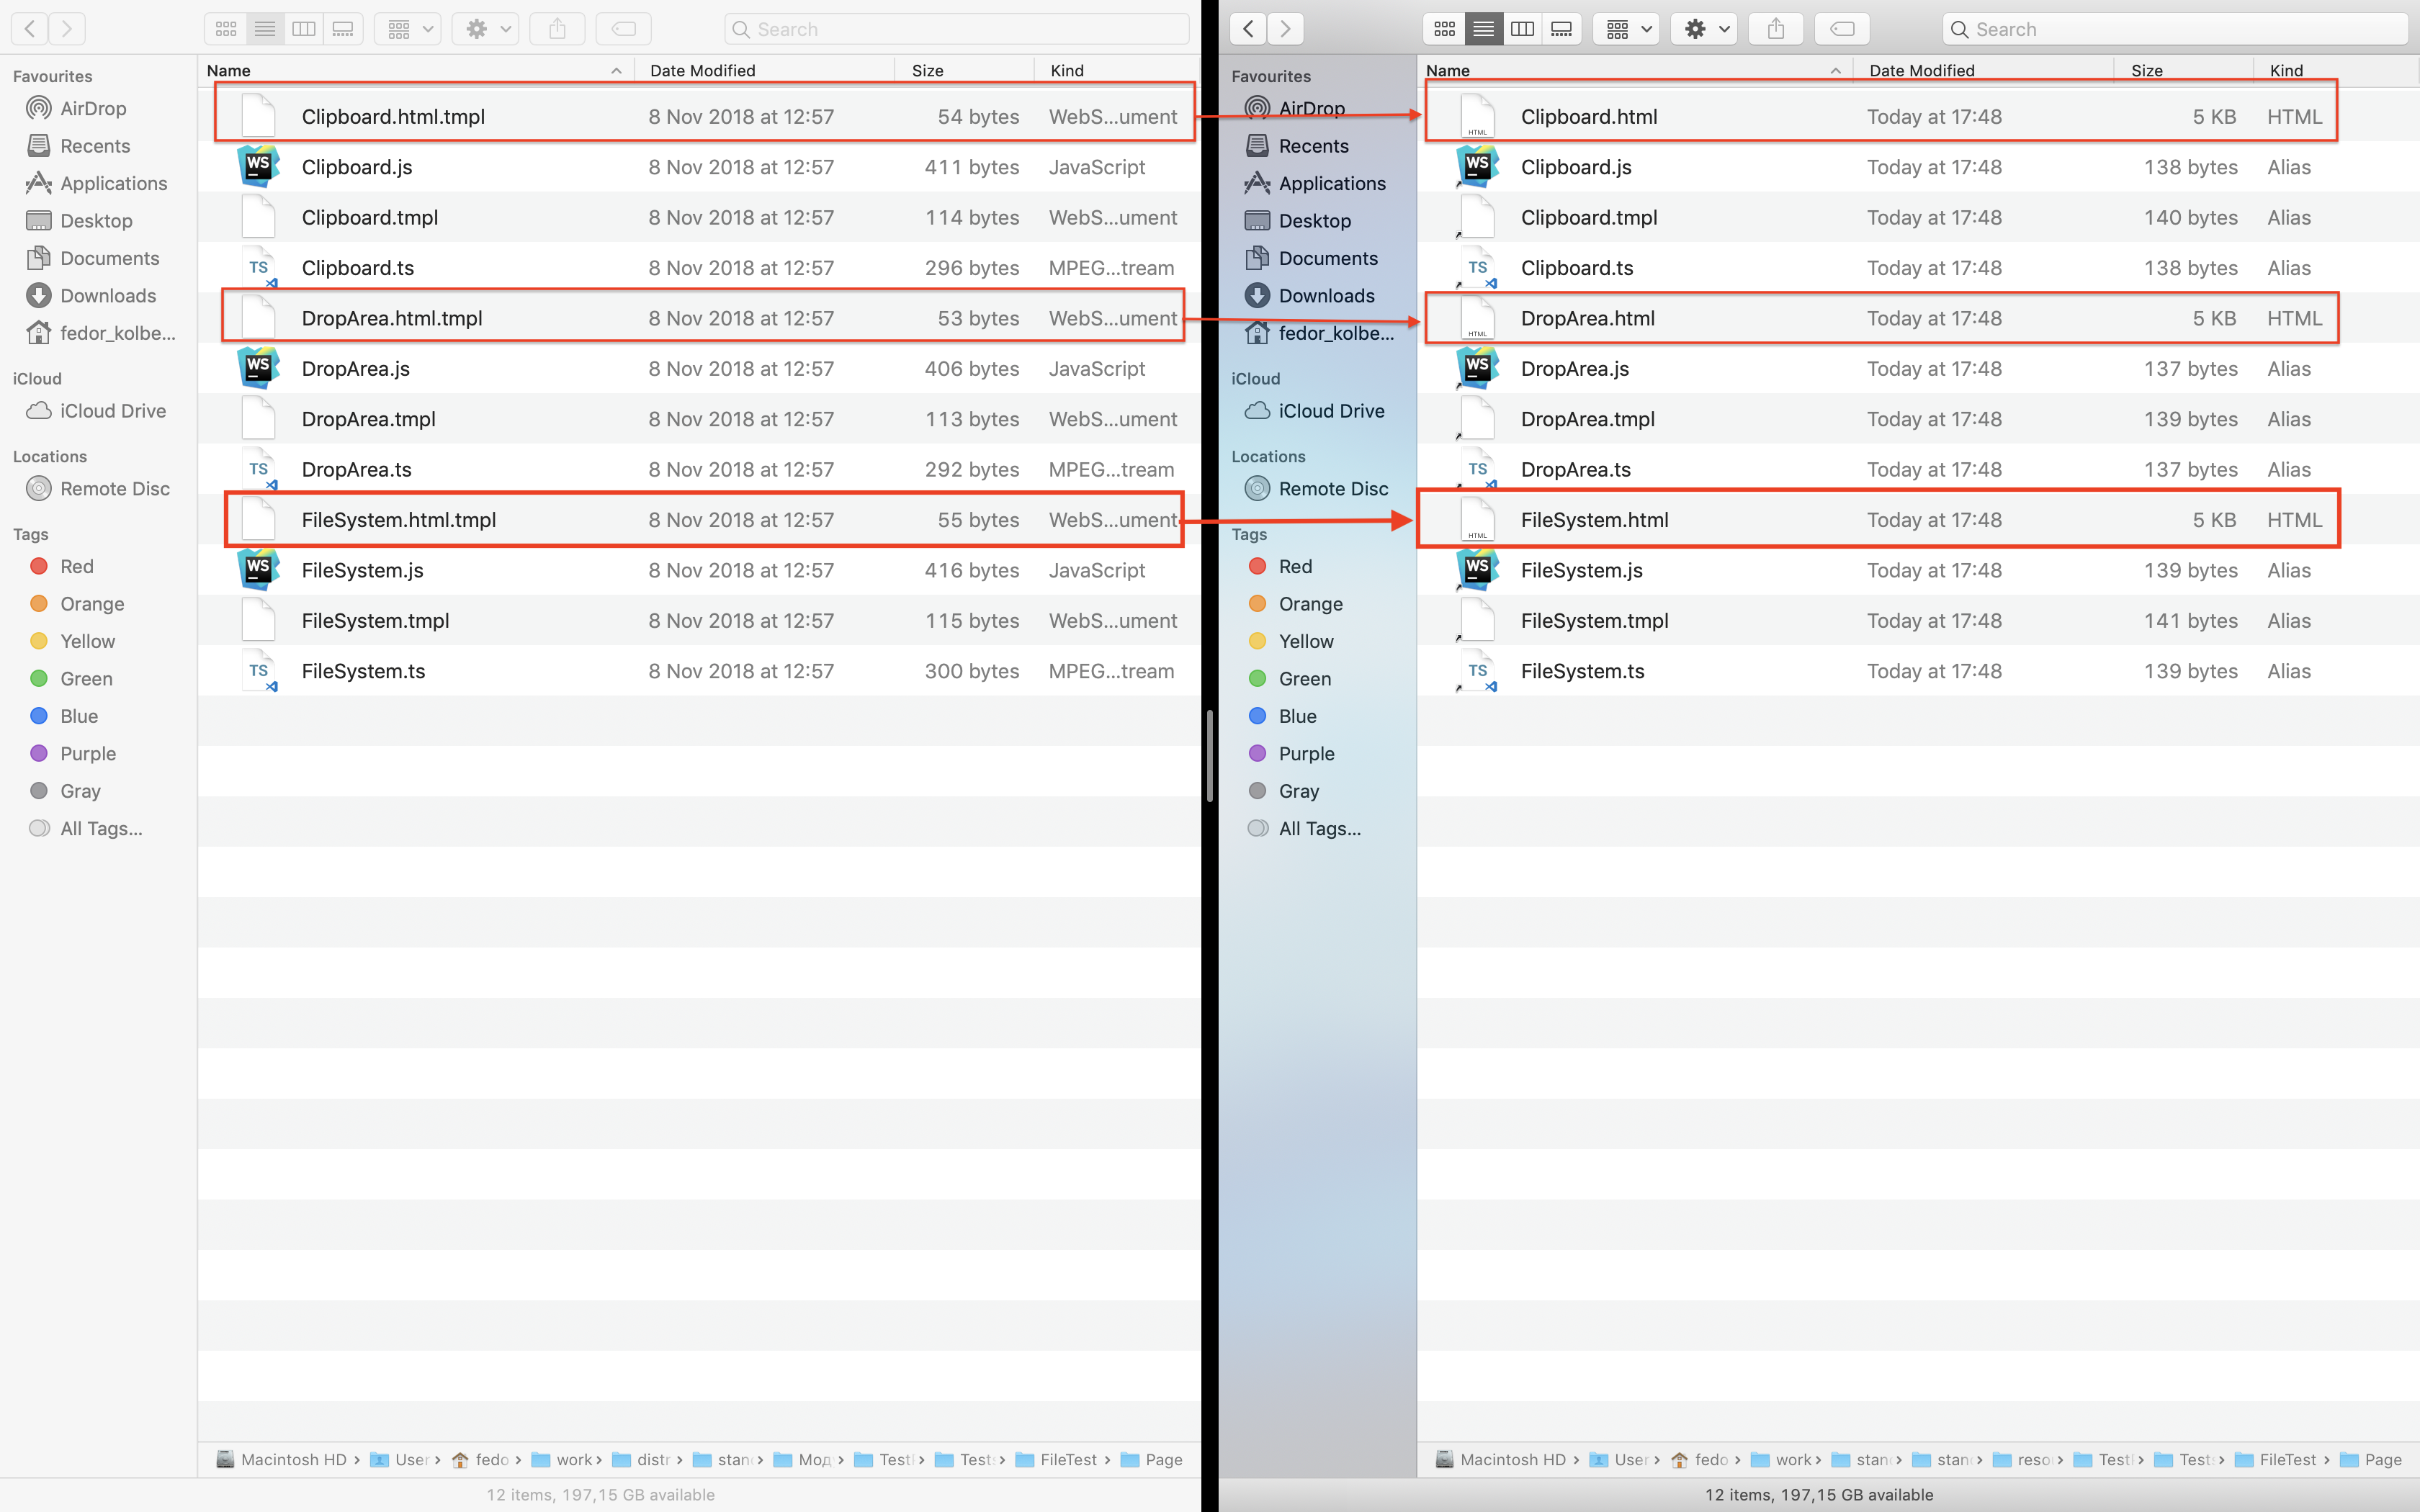 Search
Favourites
AirDrop
Recents
Applications
Desktop
Documents
Downloads
fedor_kolbe...
iCloud
iCloud Drive
Locations
Remote Disc
Tags
Red
Orange
Yellow
Green
Blue
Purple
Gray
All Tags...
Name Date Modified Size Kind
Clipboard.html.tmpl 8 Nov 2018 at 12:57 54 bytes WebS...ument
WS Clipboard.js 8 Nov 2018 at 12:57 411 bytes JavaScript
Clipboard.tmpl 8 Nov 2018 at 12:57 114 bytes WebS...ument
TS Clipboard.ts 8 Nov 2018 at 12:57 296 bytes MPEG...tream
DropArea.html.tmpl 8 Nov 2018 at 12:57 53 bytes WebS...ument
WS DropArea.js 8 Nov 2018 at 12:57 406 bytes JavaScript
DropArea.tmpl 8 Nov 2018 at 12:57 113 bytes WebS...ument
TS DropArea.ts 8 Nov 2018 at 12:57 292 bytes MPEG...tream
FileSystem.html.tmpl 8 Nov 2018 at 12:57 55 bytes WebS...ument
WS FileSystem.js 8 Nov 2018 at 12:57 416 bytes JavaScript
FileSystem.tmpl 8 Nov 2018 at 12:57 115 bytes WebS...ument
TS FileSystem.ts 8 Nov 2018 at 12:57 300 bytes MPEG...tream
Macintosh HD › User › fedo › work › distr › stan › Мод › Test › Test › FileTest › Page
12 items, 197,15 GB available
Search
Favourites
AirDrop
Recents
Applications
Desktop
Documents
Downloads
fedor_kolbe...
iCloud
iCloud Drive
Locations
Remote Disc
Tags
Red
Orange
Yellow
Green
Blue
Purple
Gray
All Tags...
Name Date Modified Size Kind
HTML Clipboard.html Today at 17:48 5 KB HTML
WS Clipboard.js Today at 17:48 138 bytes Alias
Clipboard.tmpl Today at 17:48 140 bytes Alias
TS Clipboard.ts Today at 17:48 138 bytes Alias
HTML DropArea.html Today at 17:48 5 KB HTML
WS DropArea.js Today at 17:48 137 bytes Alias
DropArea.tmpl Today at 17:48 139 bytes Alias
TS DropArea.ts Today at 17:48 137 bytes Alias
HTML FileSystem.html Today at 17:48 5 KB HTML
WS FileSystem.js Today at 17:48 139 bytes Alias
FileSystem.tmpl Today at 17:48 141 bytes Alias
TS FileSystem.ts Today at 17:48 139 bytes Alias
Macintosh HD › User › fedo › work › stan › stan › reso › Test › Test › FileTest › Page
12 items, 197,15 GB available